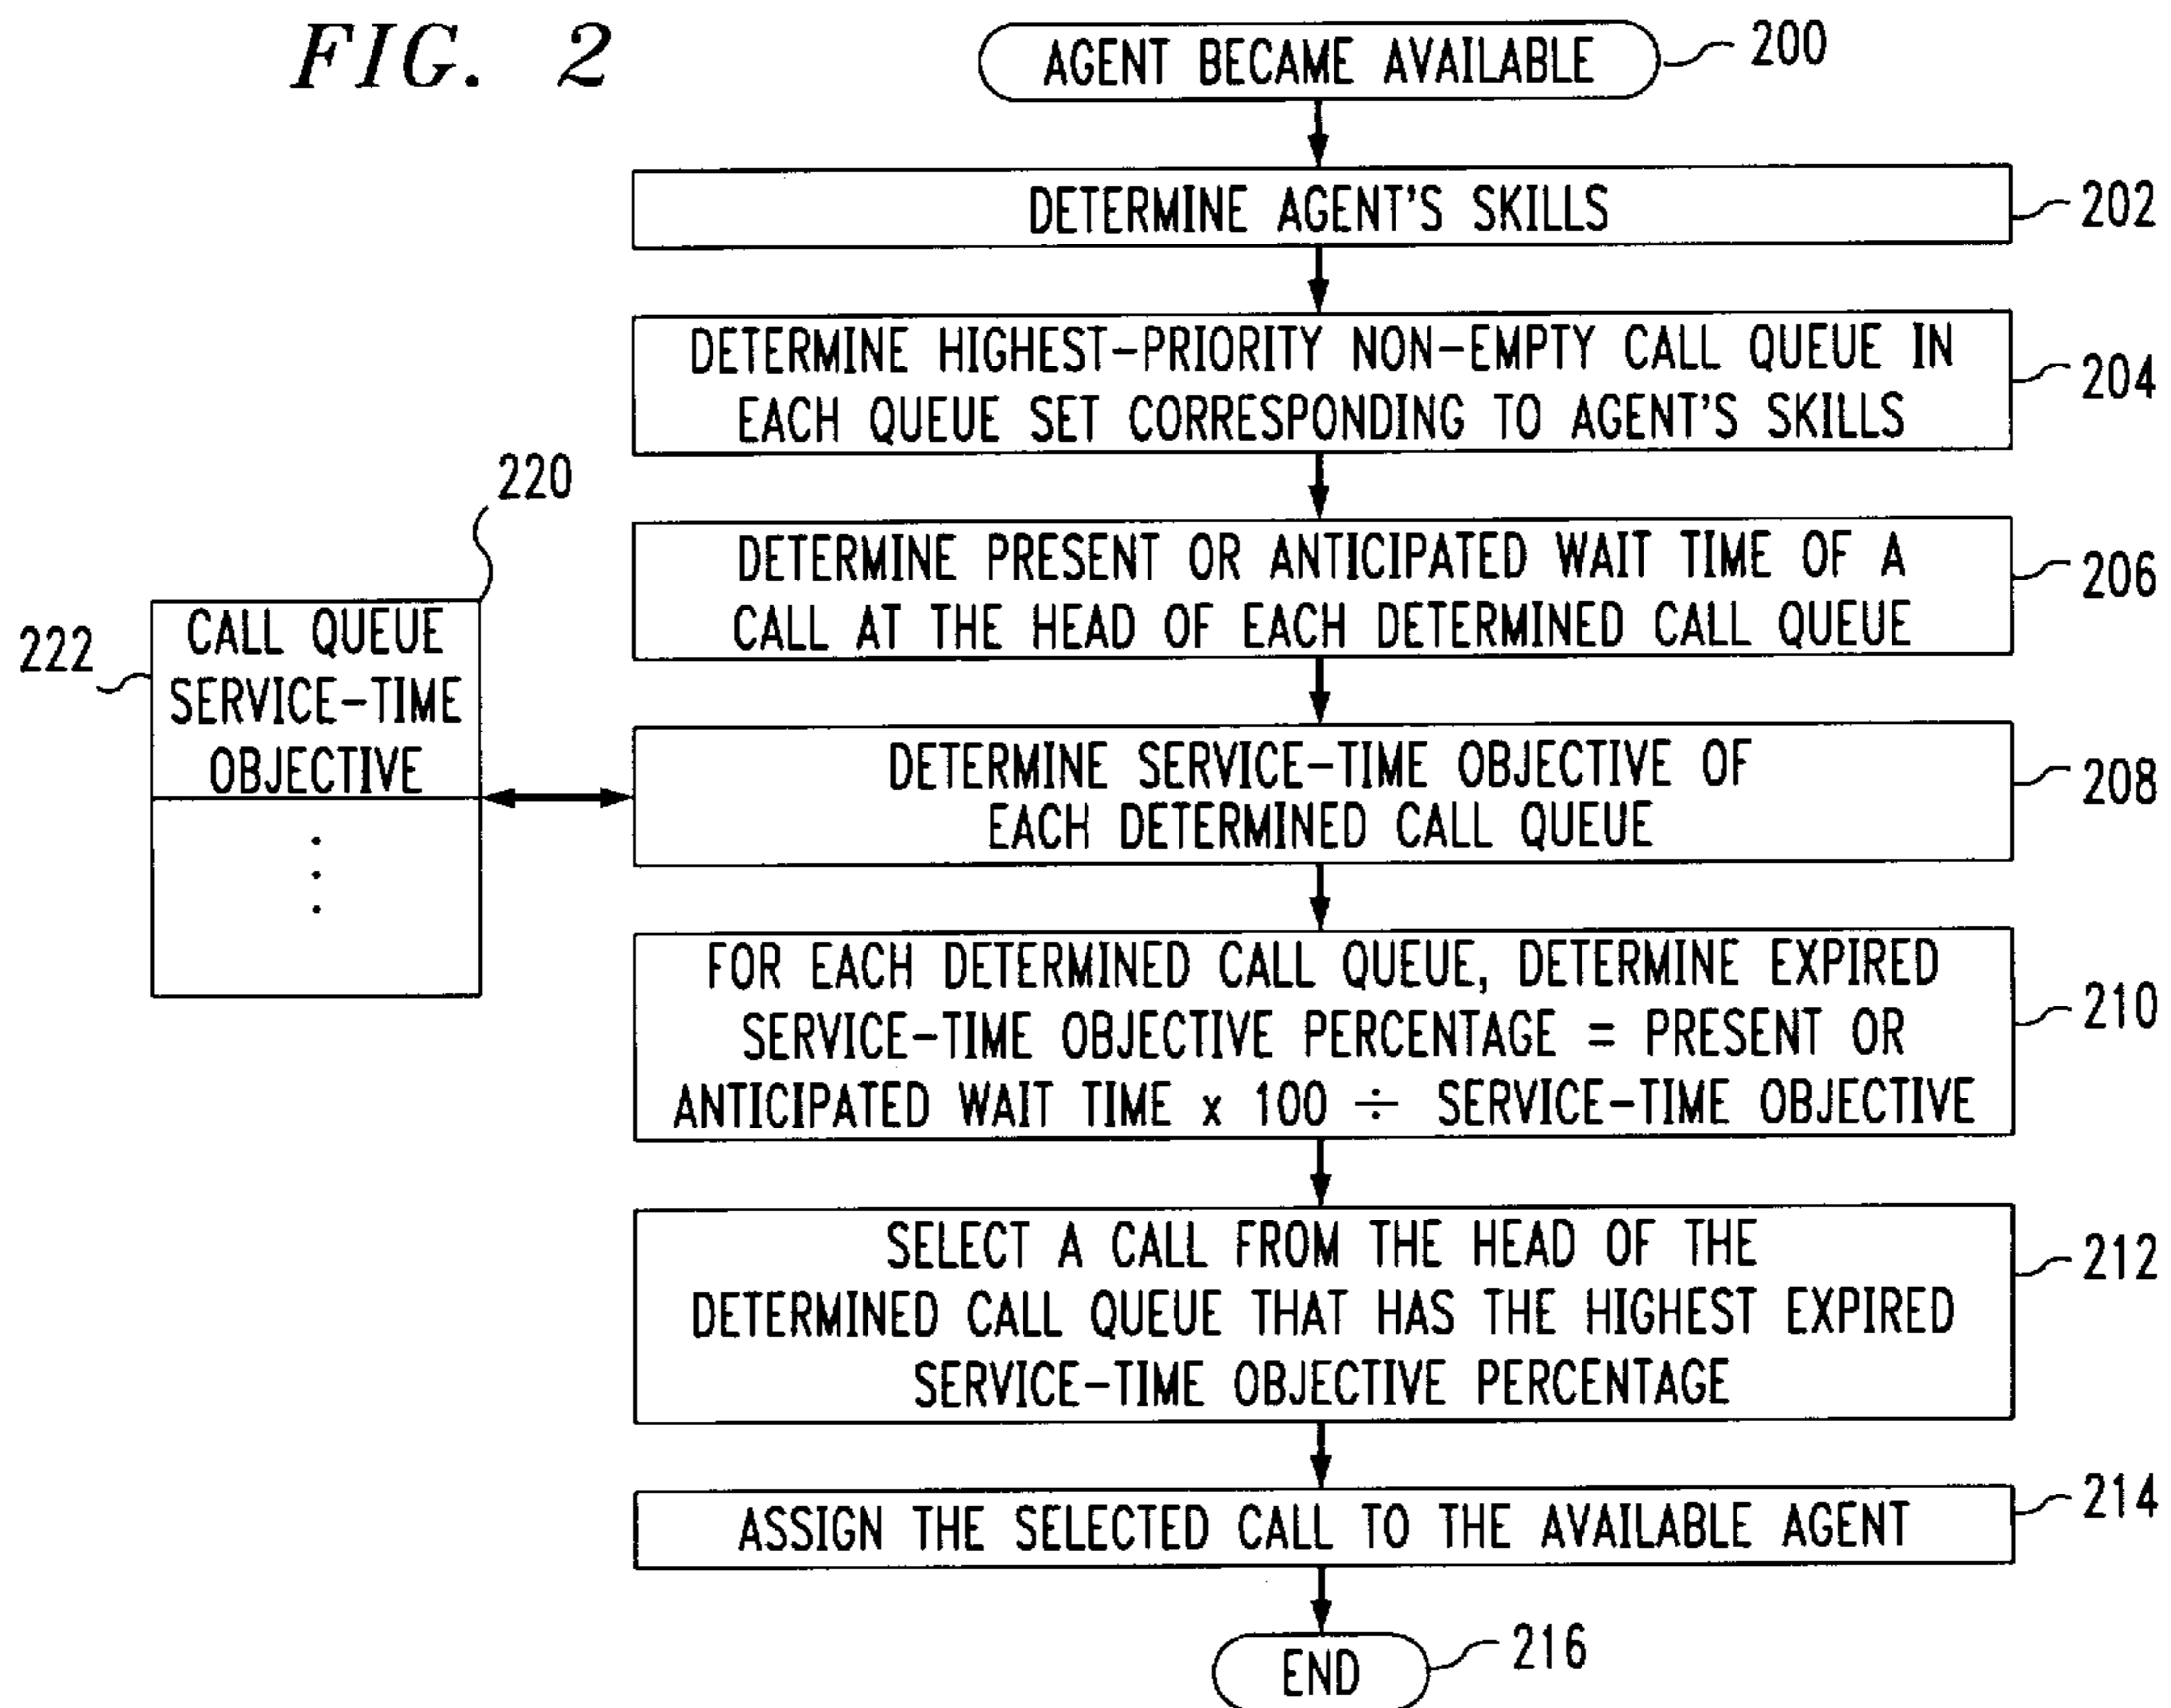 FIG. 2
AGENT BECAME AVAILABLE
200
DETERMINE AGENT'S SKILLS
202
DETERMINE HIGHEST-PRIORITY NON-EMPTY CALL QUEUE IN
EACH QUEUE SET CORRESPONDING TO AGENT'S SKILLS
204
DETERMINE PRESENT OR ANTICIPATED WAIT TIME OF A
CALL AT THE HEAD OF EACH DETERMINED CALL QUEUE
206
220
222
CALL QUEUE
SERVICE-TIME
OBJECTIVE
DETERMINE SERVICE-TIME OBJECTIVE OF
EACH DETERMINED CALL QUEUE
208
FOR EACH DETERMINED CALL QUEUE, DETERMINE EXPIRED
SERVICE-TIME OBJECTIVE PERCENTAGE = PRESENT OR
ANTICIPATED WAIT TIME x 100 ÷ SERVICE-TIME OBJECTIVE
210
SELECT A CALL FROM THE HEAD OF THE
DETERMINED CALL QUEUE THAT HAS THE HIGHEST EXPIRED
SERVICE-TIME OBJECTIVE PERCENTAGE
212
ASSIGN THE SELECTED CALL TO THE AVAILABLE AGENT
214
END
216